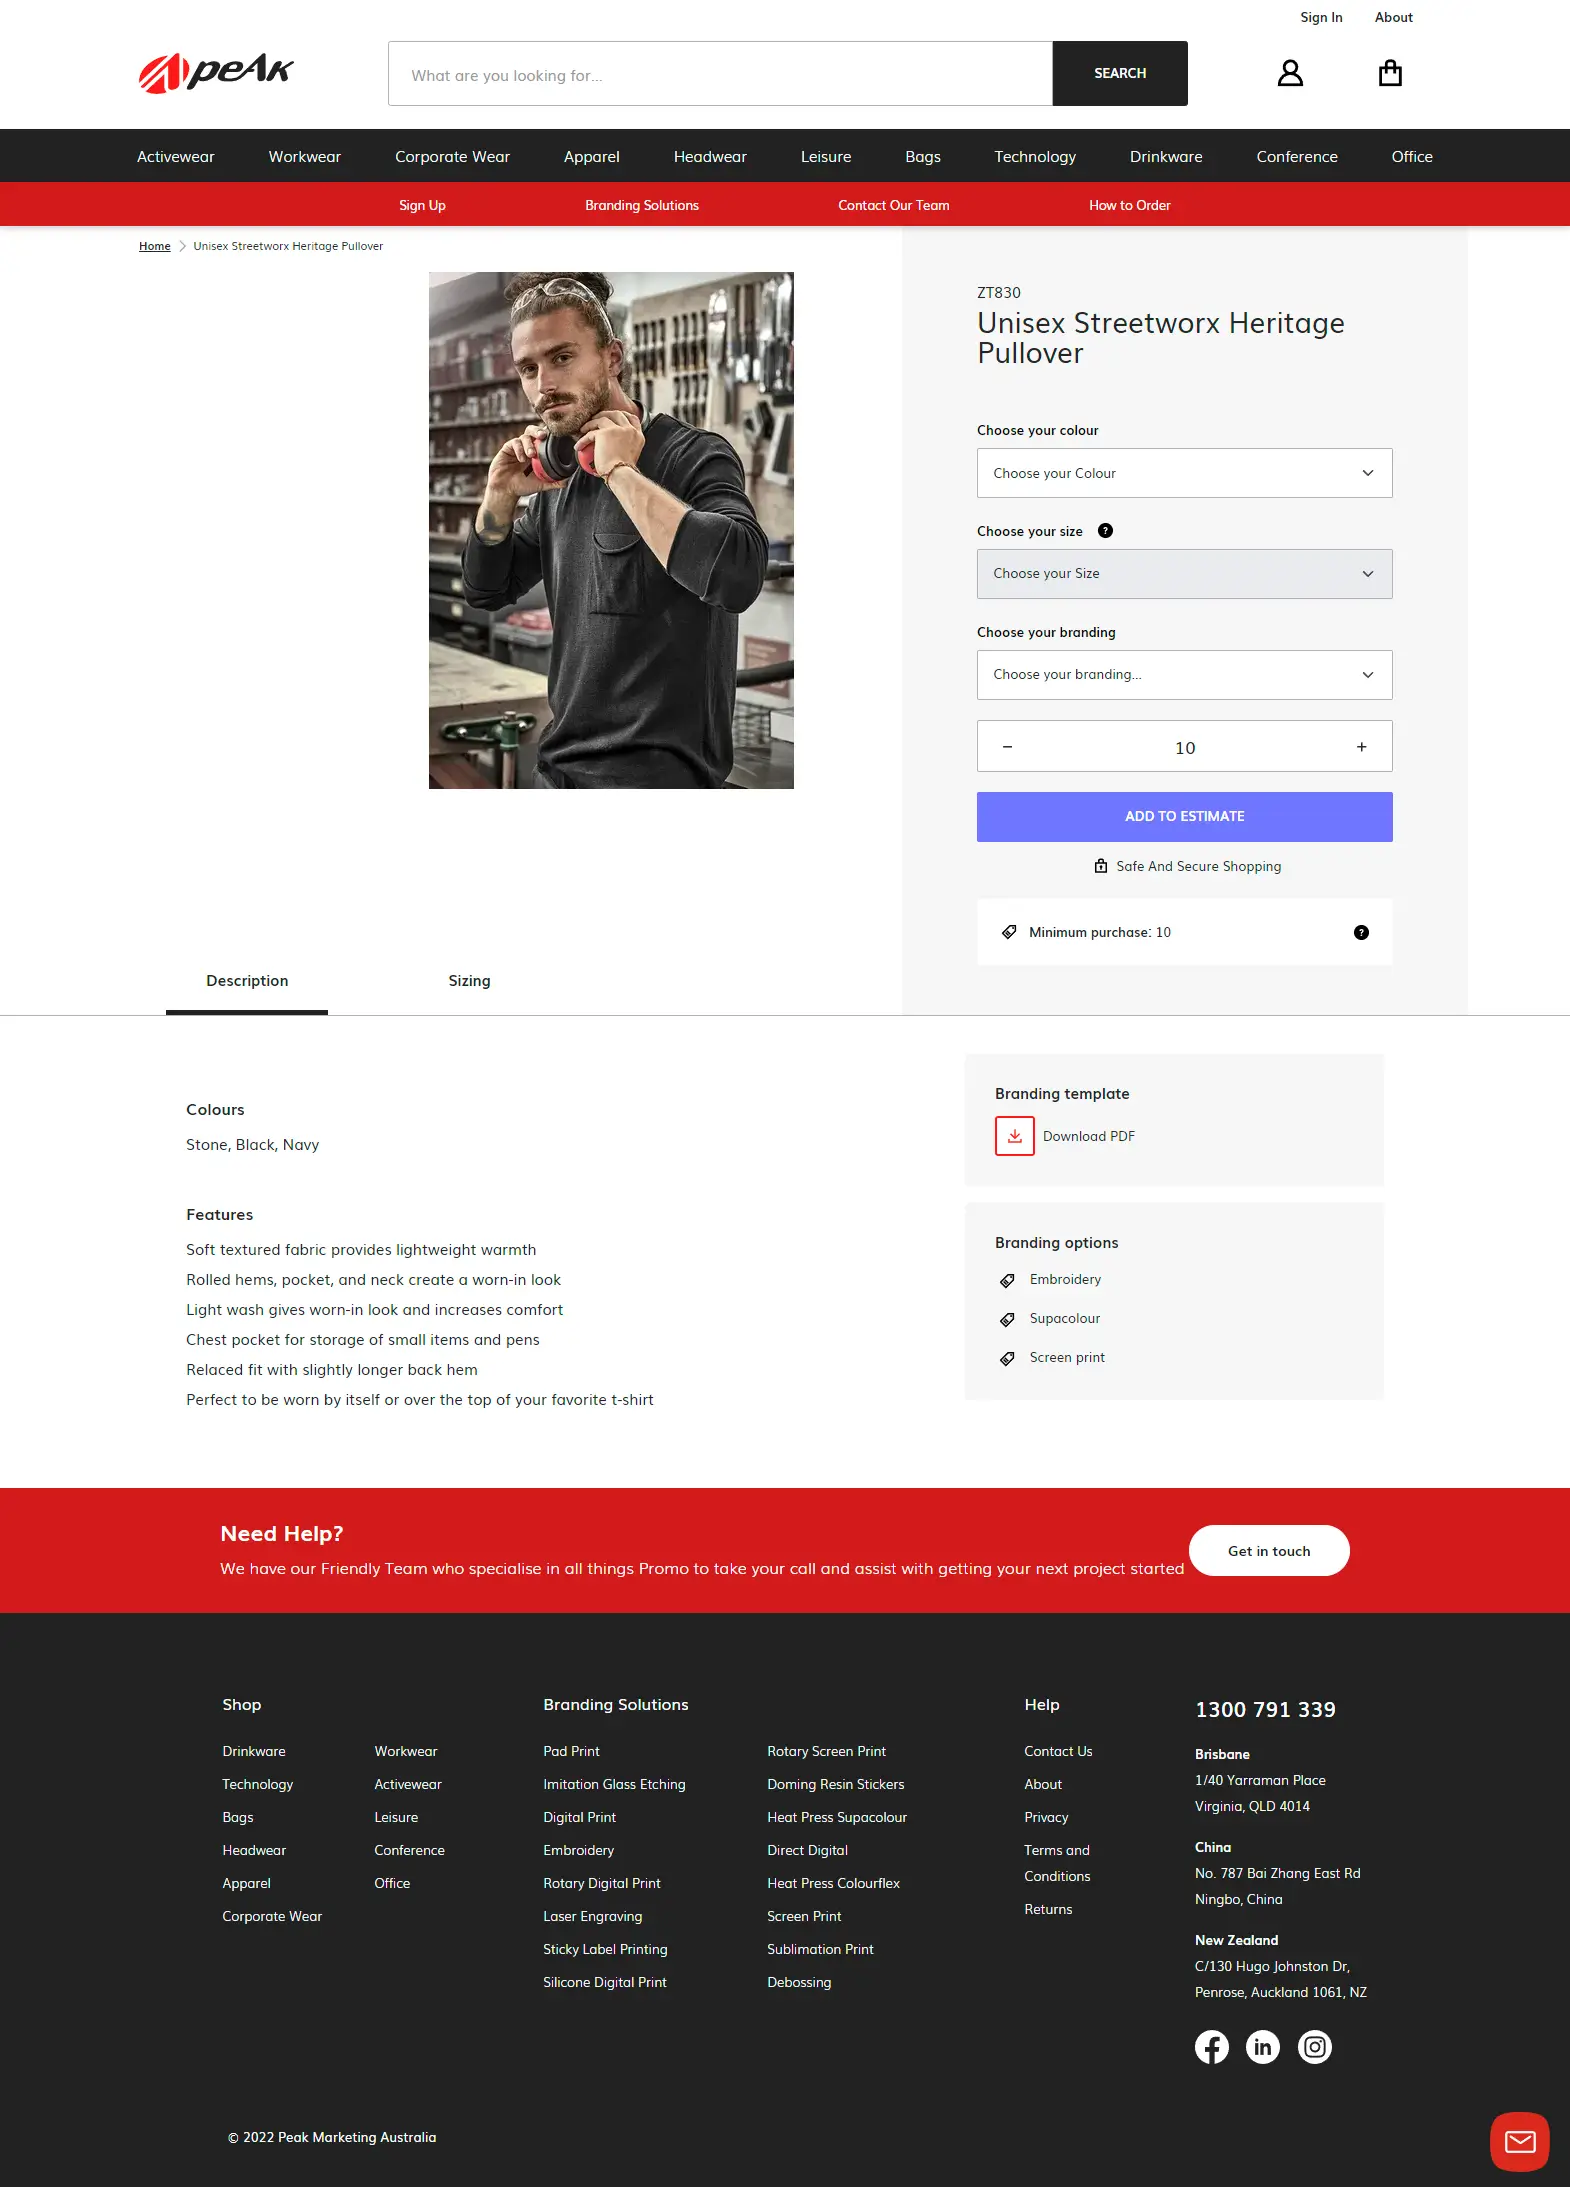 Sign In
About
peak
What are you looking for...
SEARCH
Activewear
Workwear
Corporate Wear
Apparel
Headwear
Leisure
Bags
Technology
Drinkware
Conference
Office
Sign Up
Branding Solutions
Contact Our Team
How to Order
Home
Unisex Streetworx Heritage Pullover
ZT830
Unisex Streetworx Heritage
Pullover
Choose your colour
Choose your Colour
Choose your size ?
Choose your Size
Choose your branding
Choose your branding...
− 10 +
ADD TO ESTIMATE
Safe And Secure Shopping
Minimum purchase: 10 ?
Description
Sizing
Colours
Stone, Black, Navy
Features
Soft textured fabric provides lightweight warmth
Rolled hems, pocket, and neck create a worn-in look
Light wash gives worn-in look and increases comfort
Chest pocket for storage of small items and pens
Relaced fit with slightly longer back hem
Perfect to be worn by itself or over the top of your favorite t-shirt
Branding template
Download PDF
Branding options
Embroidery
Supacolour
Screen print
Need Help?
We have our Friendly Team who specialise in all things Promo to take your call and assist with getting your next project started
Get in touch
Shop
Drinkware
Technology
Bags
Headwear
Apparel
Corporate Wear
Workwear
Activewear
Leisure
Conference
Office
Branding Solutions
Pad Print
Imitation Glass Etching
Digital Print
Embroidery
Rotary Digital Print
Laser Engraving
Sticky Label Printing
Silicone Digital Print
Rotary Screen Print
Doming Resin Stickers
Heat Press Supacolour
Direct Digital
Heat Press Colourflex
Screen Print
Sublimation Print
Debossing
Help
Contact Us
About
Privacy
Terms and
Conditions
Returns
1300 791 339
Brisbane
1/40 Yarraman Place
Virginia, QLD 4014
China
No. 787 Bai Zhang East Rd
Ningbo, China
New Zealand
C/130 Hugo Johnston Dr,
Penrose, Auckland 1061, NZ
© 2022 Peak Marketing Australia